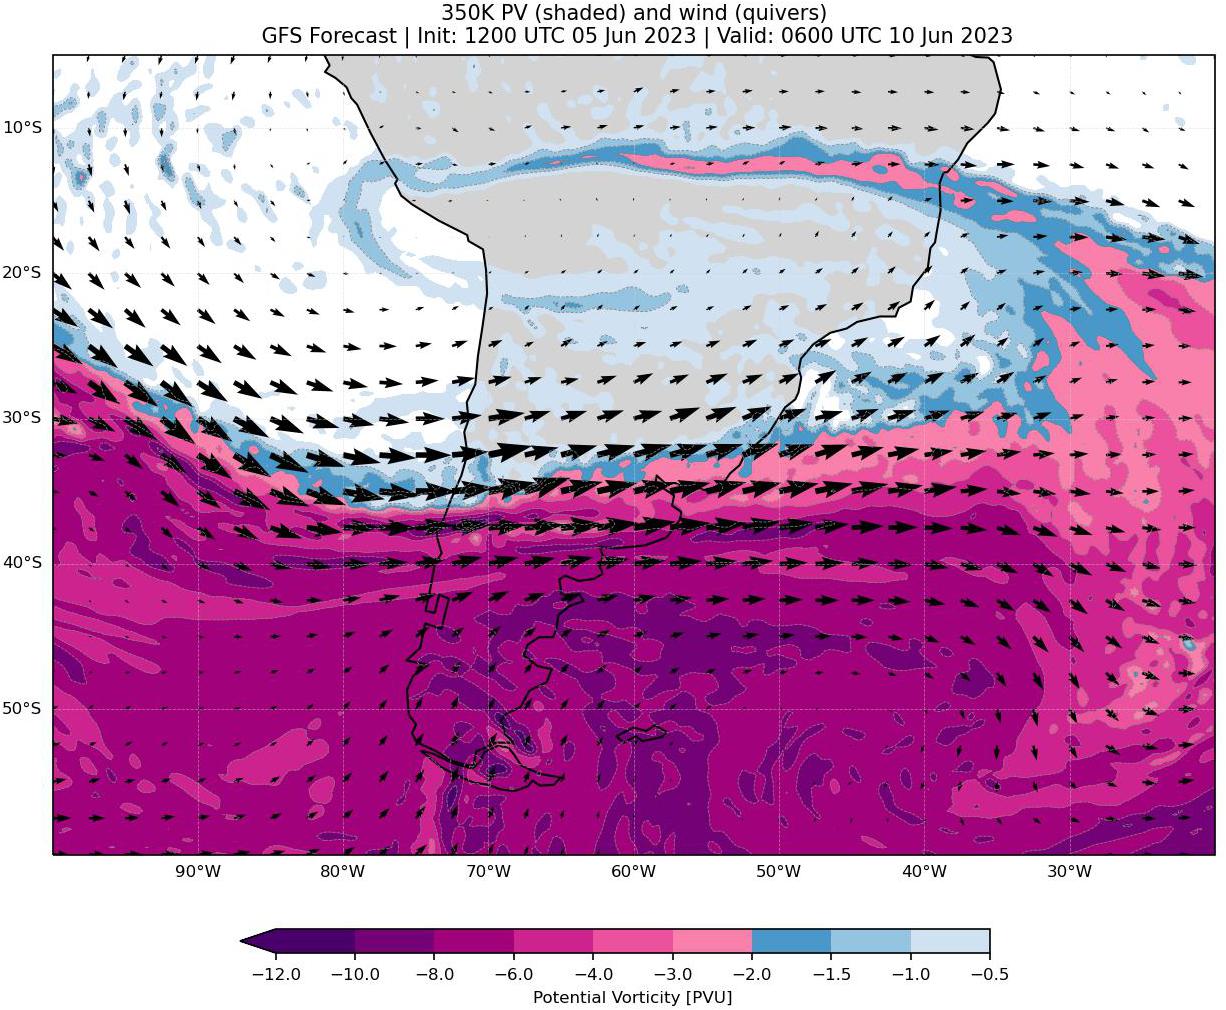 350K PV (shaded) and wind (quivers)
GFS Forecast | Init: 1200 UTC 05 Jun 2023 | Valid: 0600 UTC 10 Jun 2023
10°S
20°S
30°S
40°S
50°S
90°W 80°W 70°W 60°W 50°W 40°W 30°W
−12.0 −10.0 −8.0 −6.0 −4.0 −3.0 −2.0 −1.5 −1.0 −0.5
Potential Vorticity [PVU]